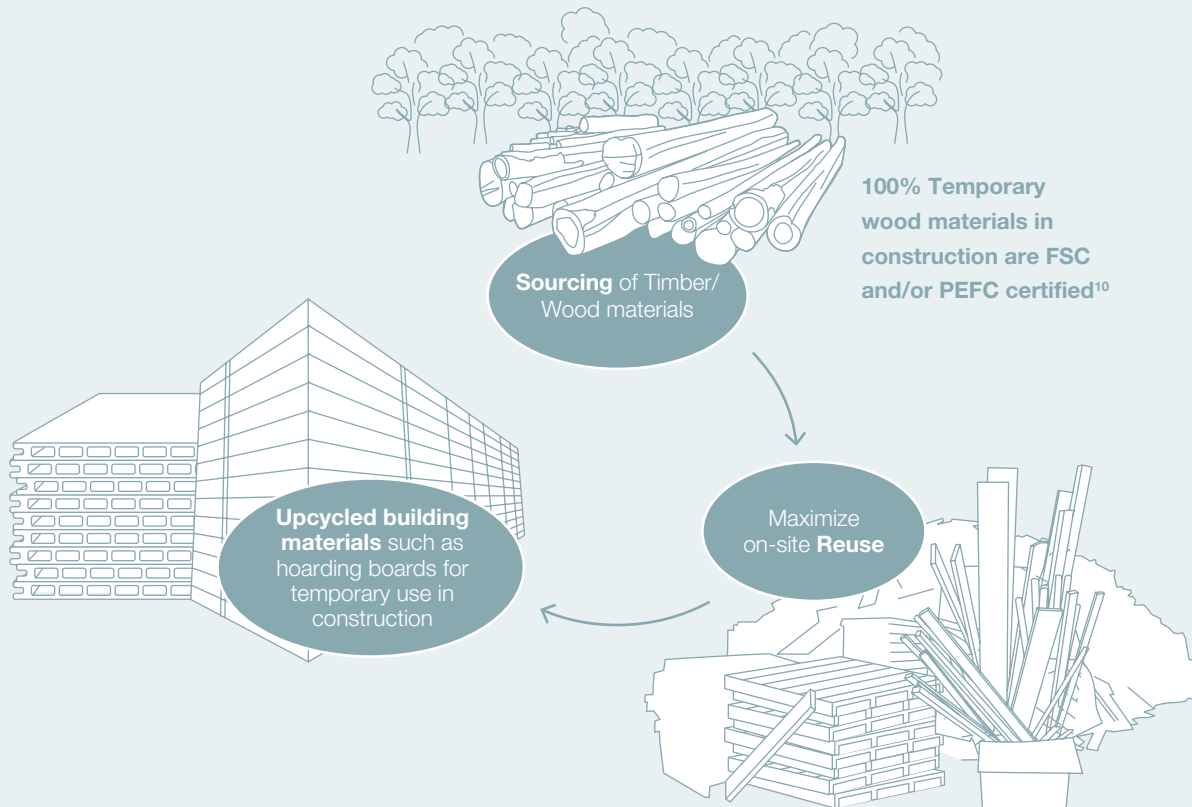 100% Temporary
wood materials in
construction are FSC
and/or PEFC certified¹⁰
Sourcing of Timber/
Wood materials
Maximize
on-site Reuse
Upcycled building
materials such as
hoarding boards for
temporary use in
construction